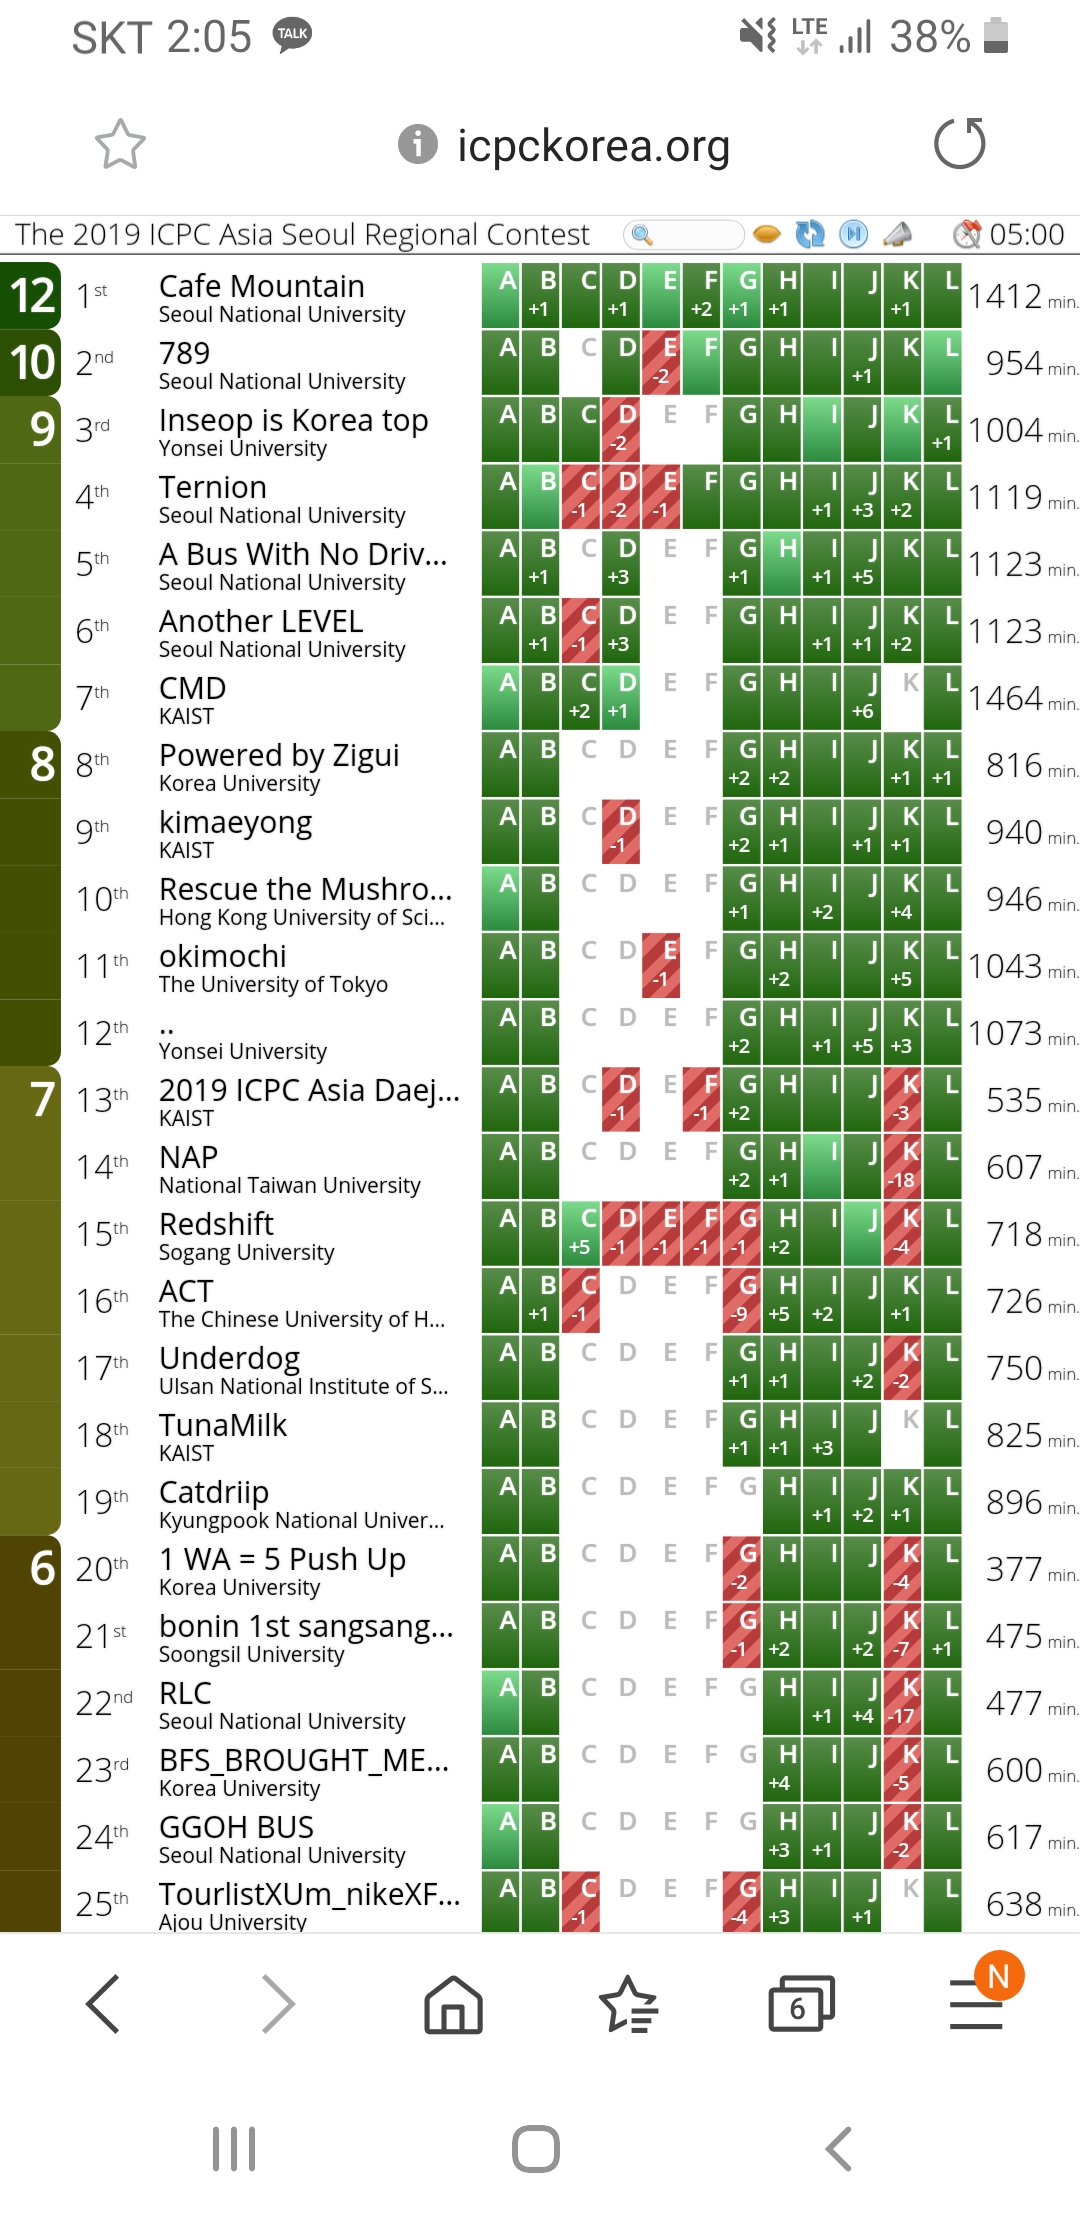 SKT 2:05 TALK LTE 38%
icpckorea.org
The 2019 ICPC Asia Seoul Regional Contest 05:00
12 1st Cafe Mountain A B C D E F G H I J K L 1412 min.
Seoul National University +1 +1 +2 +1 +1 +1
10 2nd 789 A B C D E F G H I J K L 954 min.
Seoul National University -2 +1
9 3rd Inseop is Korea top A B C D E F G H I J K L 1004 min.
Yonsei University -2 +1
4th Ternion A B C D E F G H I J K L 1119 min.
Seoul National University -1 -2 -1 +1 +3 +2
5th A Bus With No Driv... A B C D E F G H I J K L 1123 min.
Seoul National University +1 +3 +1 +1 +5
6th Another LEVEL A B C D E F G H I J K L 1123 min.
Seoul National University +1 -1 +3 +1 +1 +2
7th CMD A B C D E F G H I J K L 1464 min.
KAIST +2 +1 +6
8 8th Powered by Zigui A B C D E F G H I J K L 816 min.
Korea University +2 +2 +1 +1
9th kimaeyong A B C D E F G H I J K L 940 min.
KAIST -1 +2 +1 +1 +1
10th Rescue the Mushro... A B C D E F G H I J K L 946 min.
Hong Kong University of Sci... +1 +2 +4
11th okimochi A B C D E F G H I J K L 1043 min.
The University of Tokyo -1 +2 +5
12th .. A B C D E F G H I J K L 1073 min.
Yonsei University +2 +1 +5 +3
7 13th 2019 ICPC Asia Daej... A B C D E F G H I J K L 535 min.
KAIST -1 -1 +2 -3
14th NAP A B C D E F G H I J K L 607 min.
National Taiwan University +2 +1 -18
15th Redshift A B C D E F G H I J K L 718 min.
Sogang University +5 -1 -1 -1 -1 +2 -4
16th ACT A B C D E F G H I J K L 726 min.
The Chinese University of H... +1 -1 -9 +5 +2 +1
17th Underdog A B C D E F G H I J K L 750 min.
Ulsan National Institute of S... +1 +1 +2 -2
18th TunaMilk A B C D E F G H I J K L 825 min.
KAIST +1 +1 +3
19th Catdriip A B C D E F G H I J K L 896 min.
Kyungpook National Univer... +1 +2 +1
6 20th 1 WA = 5 Push Up A B C D E F G H I J K L 377 min.
Korea University -2 -4
21st bonin 1st sangsang... A B C D E F G H I J K L 475 min.
Soongsil University -1 +2 +2 -7 +1
22nd RLC A B C D E F G H I J K L 477 min.
Seoul National University +1 +4 -17
23rd BFS_BROUGHT_ME... A B C D E F G H I J K L 600 min.
Korea University +4 -5
24th GGOH BUS A B C D E F G H I J K L 617 min.
Seoul National University +3 +1 -2
25th TourlistXUm_nikeXF... A B C D E F G H I J K L 638 min.
Ajou University -1 -4 +3 +1
6 N